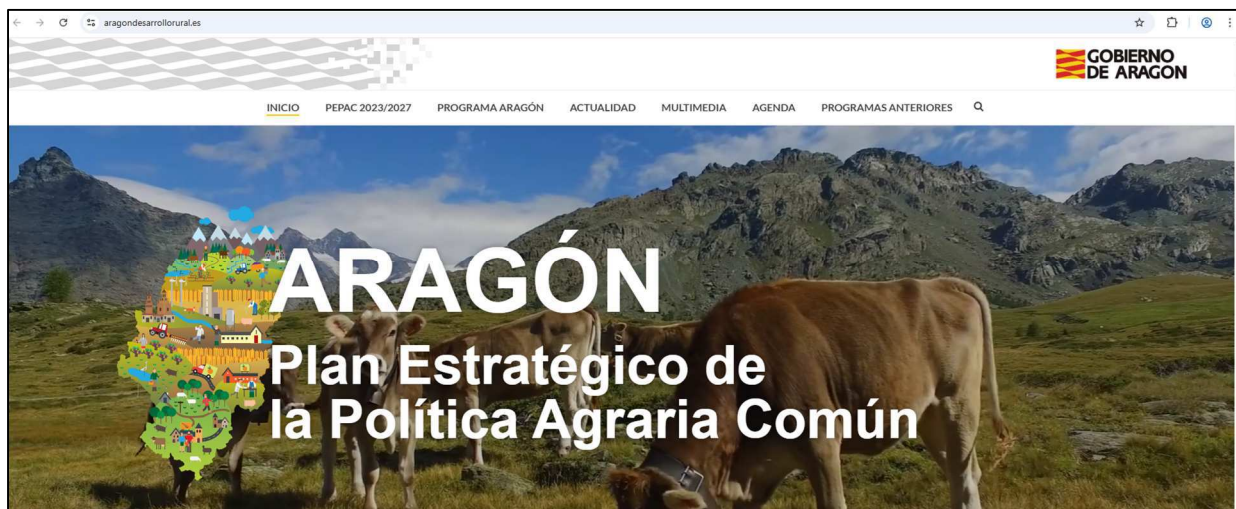 aragondesarrollorural.es
GOBIERNO
DE ARAGON
INICIO PEPAC 2023/2027 PROGRAMA ARAGÓN ACTUALIDAD MULTIMEDIA AGENDA PROGRAMAS ANTERIORES
ARAGÓN
Plan Estratégico de
la Política Agraria Común